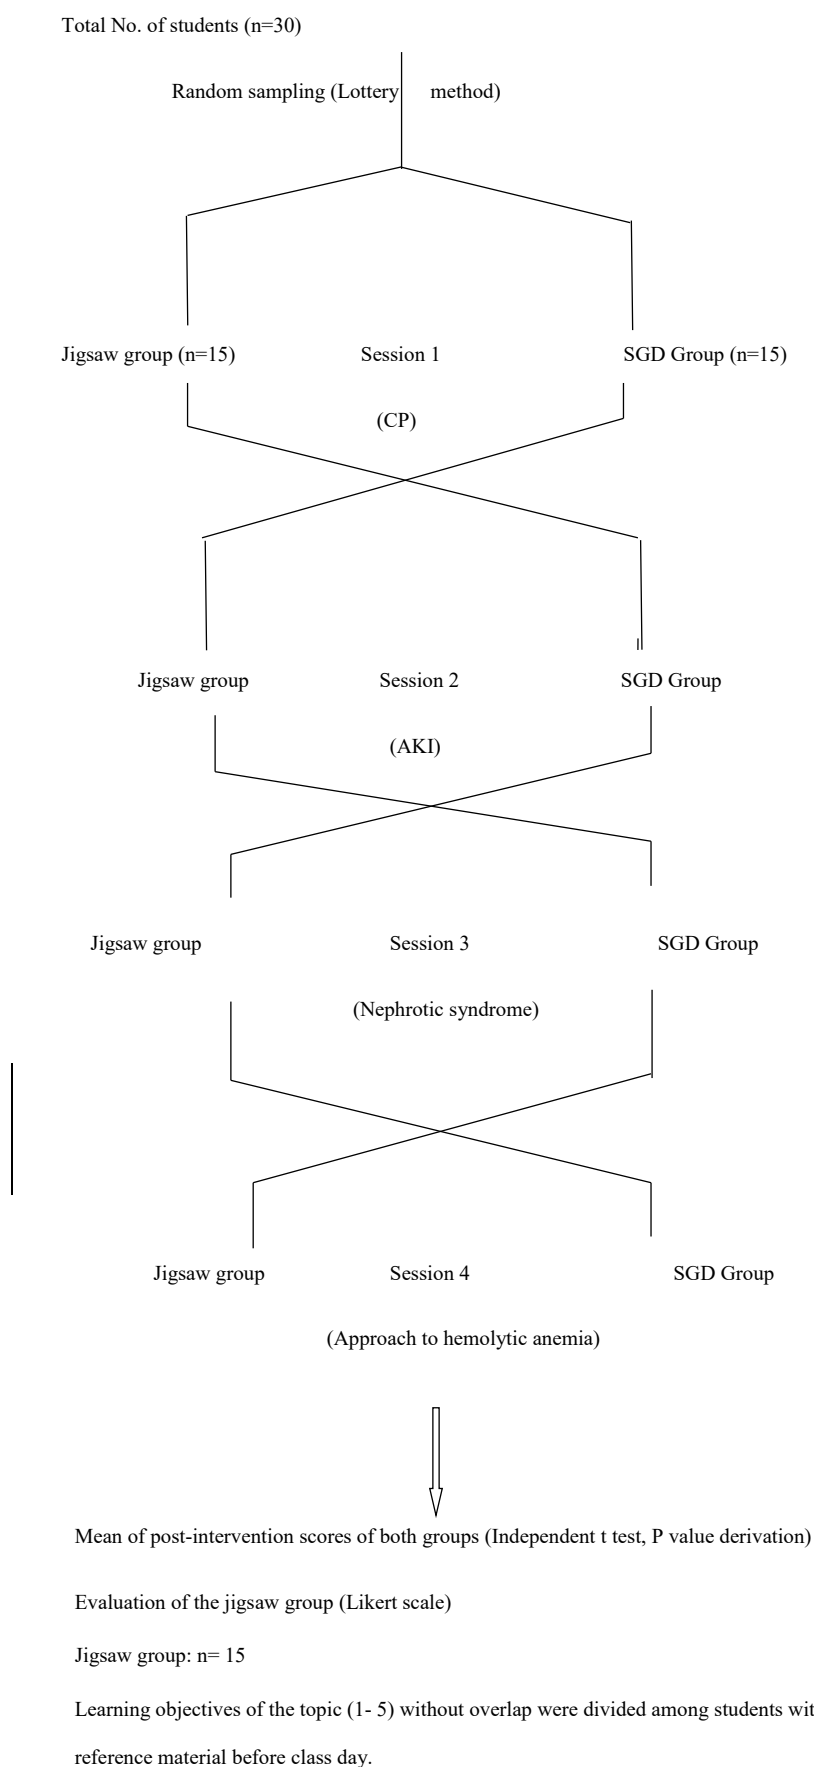 Total No. of students (n=30)
Random sampling (Lottery method)
Jigsaw group (n=15) Session 1 SGD Group (n=15)
(CP)
Jigsaw group Session 2 SGD Group
(AKI)
Jigsaw group Session 3 SGD Group
(Nephrotic syndrome)
Jigsaw group Session 4 SGD Group
(Approach to hemolytic anemia)
Mean of post-intervention scores of both groups (Independent t test, P value derivation)
Evaluation of the jigsaw group (Likert scale)
Jigsaw group: n= 15
Learning objectives of the topic (1- 5) without overlap were divided among students
reference material before class day.